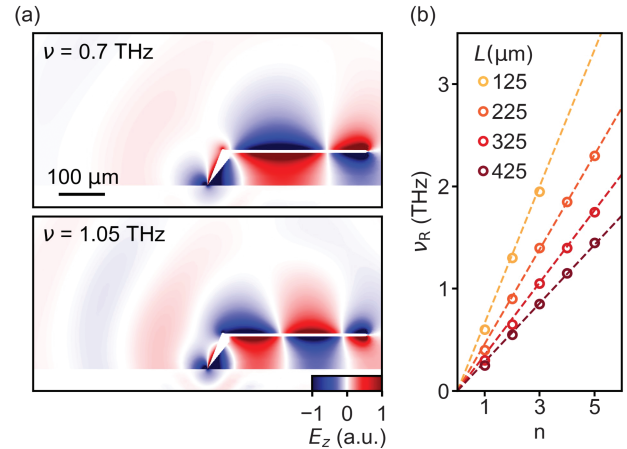 (a)
ν = 0.7 THz
100 μm
ν = 1.05 THz
−1 0 1
E_z (a.u.)
(b)
L(μm)
125
225
325
425
3
2
1
0
ν_R (THz)
1 3 5
n